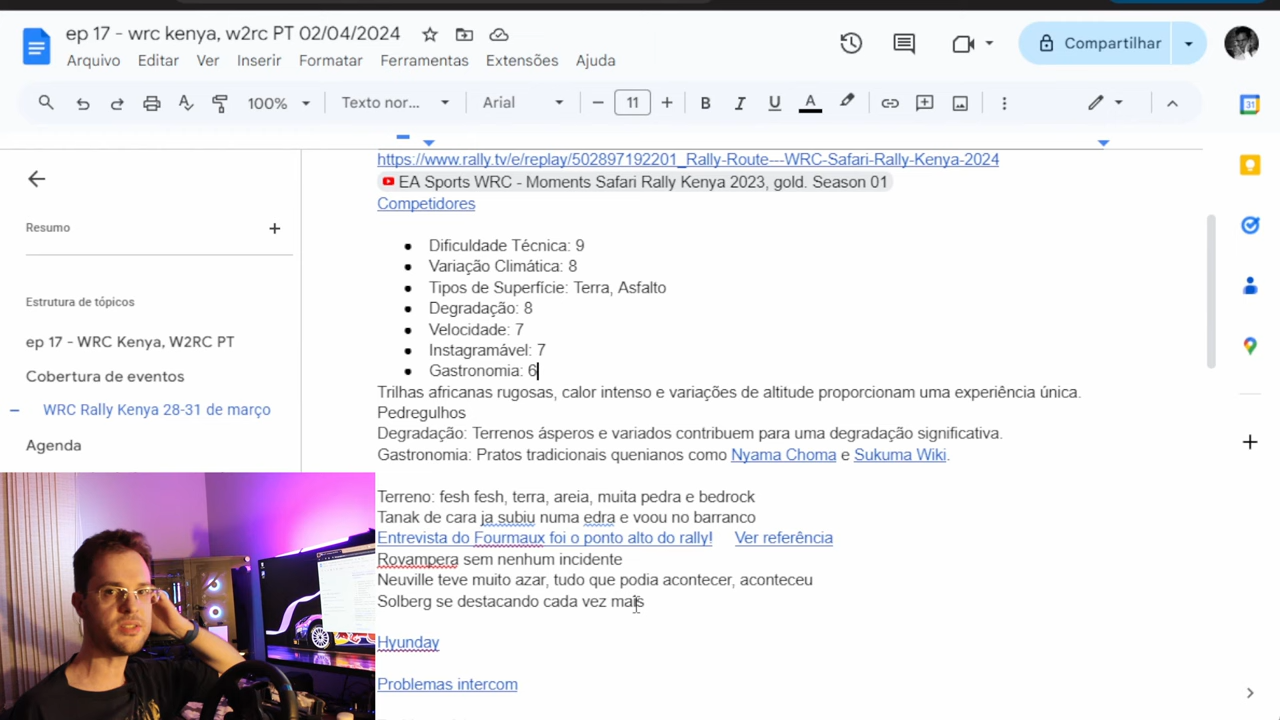 ep 17 - wrc kenya, w2rc PT 02/04/2024
Arquivo Editar Ver Inserir Formatar Ferramentas Extensões Ajuda
Compartilhar
100% Texto nor... Arial 11 B I U A
https://www.rally.tv/e/replay/502897192201_Rally-Route---WRC-Safari-Rally-Kenya-2024
EA Sports WRC - Moments Safari Rally Kenya 2023, gold. Season 01
Competidores
Resumo
Estrutura de tópicos
ep 17 - WRC Kenya, W2RC PT
Cobertura de eventos
WRC Rally Kenya 28-31 de março
Agenda
Dificuldade Técnica: 9
Variação Climática: 8
Tipos de Superfície: Terra, Asfalto
Degradação: 8
Velocidade: 7
Instagramável: 7
Gastronomia: 6
Trilhas africanas rugosas, calor intenso e variações de altitude proporcionam uma experiência única.
Pedregulhos
Degradação: Terrenos ásperos e variados contribuem para uma degradação significativa.
Gastronomia: Pratos tradicionais quenianos como Nyama Choma e Sukuma Wiki.
Terreno: fesh fesh, terra, areia, muita pedra e bedrock
Tanak de cara ja subiu numa edra e voou no barranco
Entrevista do Fourmaux foi o ponto alto do rally! Ver referência
Rovampera sem nenhum incidente
Neuville teve muito azar, tudo que podia acontecer, aconteceu
Solberg se destacando cada vez mais
Hyunday
Problemas intercom
31